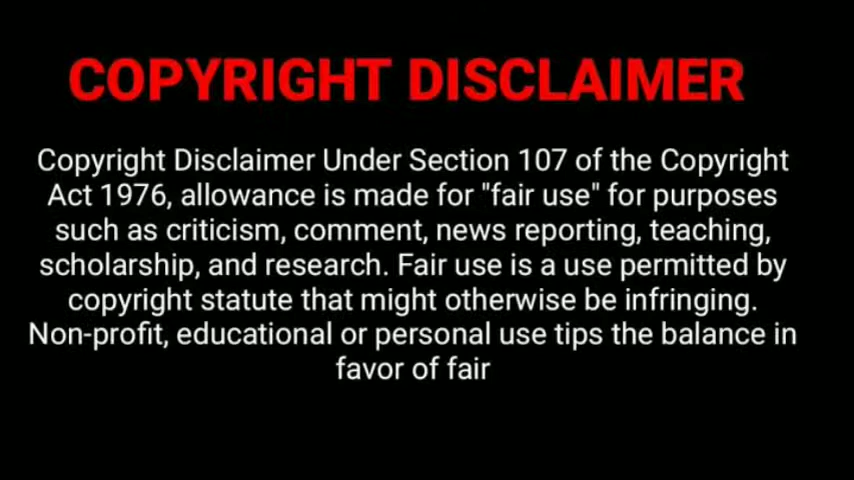 COPYRIGHT DISCLAIMER
Copyright Disclaimer Under Section 107 of the Copyright
Act 1976, allowance is made for "fair use" for purposes
such as criticism, comment, news reporting, teaching,
scholarship, and research. Fair use is a use permitted by
copyright statute that might otherwise be infringing.
Non-profit, educational or personal use tips the balance in
favor of fair